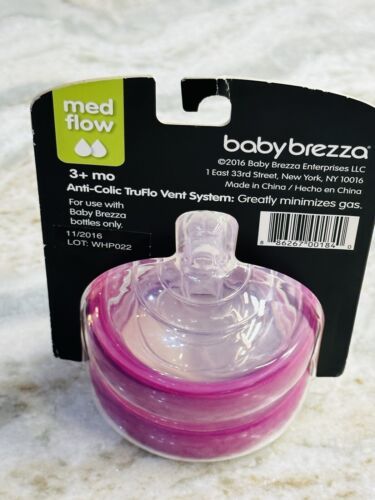 med
flow
3+ mo
babybrezza
©2016 Baby Brezza Enterprises LLC
1 East 33rd Street, New York, NY 10016
Made in China / Hecho en China
Anti-Colic TruFlo Vent System: Greatly minimizes gas.
For use with
Baby Brezza
bottles only.
11/2016
LOT: WHP022
8 86267 00184 0